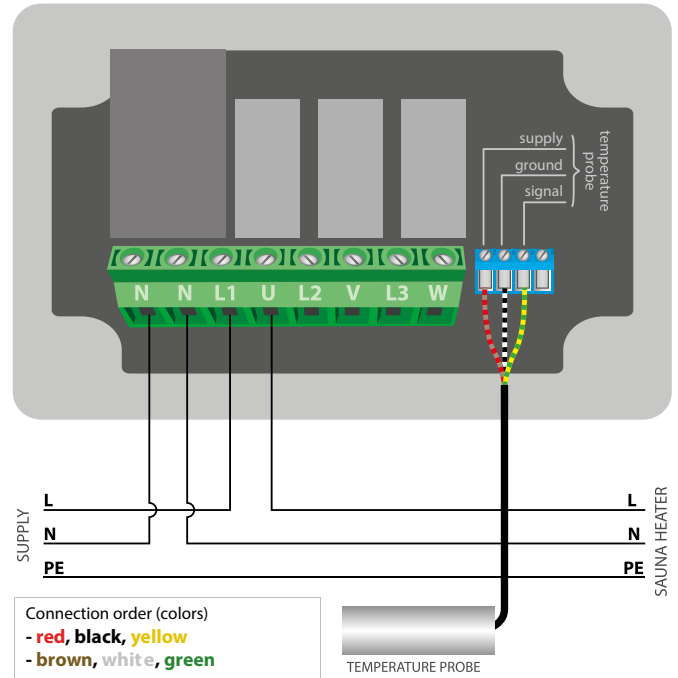 supply
ground
signal
temperature
probe
N N L1 U L2 V L3 W
L L
N N
PE PE
SUPPLY
SAUNA HEATER
Connection order (colors)
- red, black, yellow
- brown, white, green
TEMPERATURE PROBE